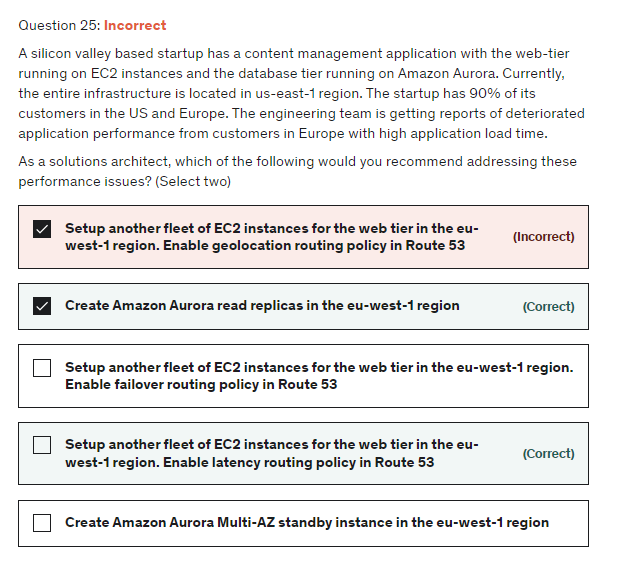 Question 25: Incorrect
A silicon valley based startup has a content management application with the web-tier
running on EC2 instances and the database tier running on Amazon Aurora. Currently,
the entire infrastructure is located in us-east-1 region. The startup has 90% of its
customers in the US and Europe. The engineering team is getting reports of deteriorated
application performance from customers in Europe with high application load time.
As a solutions architect, which of the following would you recommend addressing these
performance issues? (Select two)
Setup another fleet of EC2 instances for the web tier in the eu-
west-1 region. Enable geolocation routing policy in Route 53
(Incorrect)
Create Amazon Aurora read replicas in the eu-west-1 region
(Correct)
Setup another fleet of EC2 instances for the web tier in the eu-west-1 region.
Enable failover routing policy in Route 53
Setup another fleet of EC2 instances for the web tier in the eu-
west-1 region. Enable latency routing policy in Route 53
(Correct)
Create Amazon Aurora Multi-AZ standby instance in the eu-west-1 region